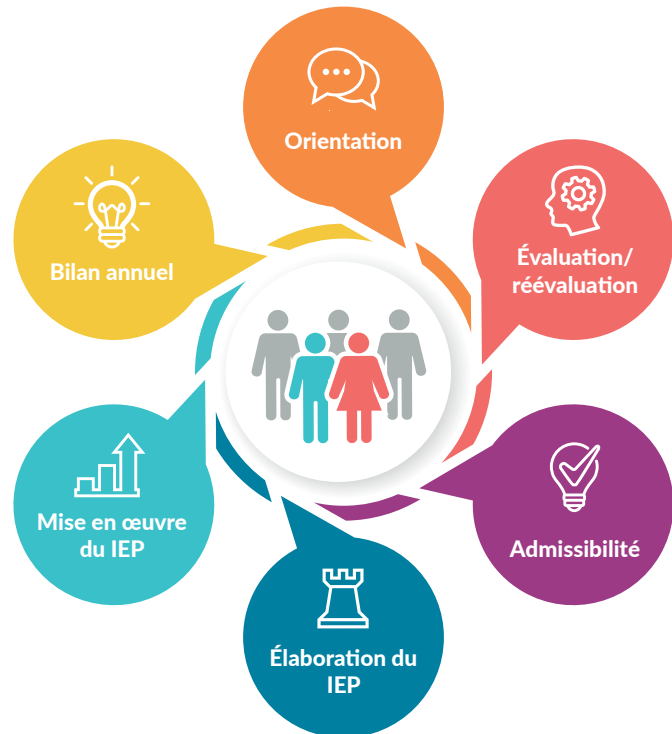 Orientation
Évaluation/
réévaluation
Admissibilité
Élaboration du
IEP
Mise en œuvre
du IEP
Bilan annuel